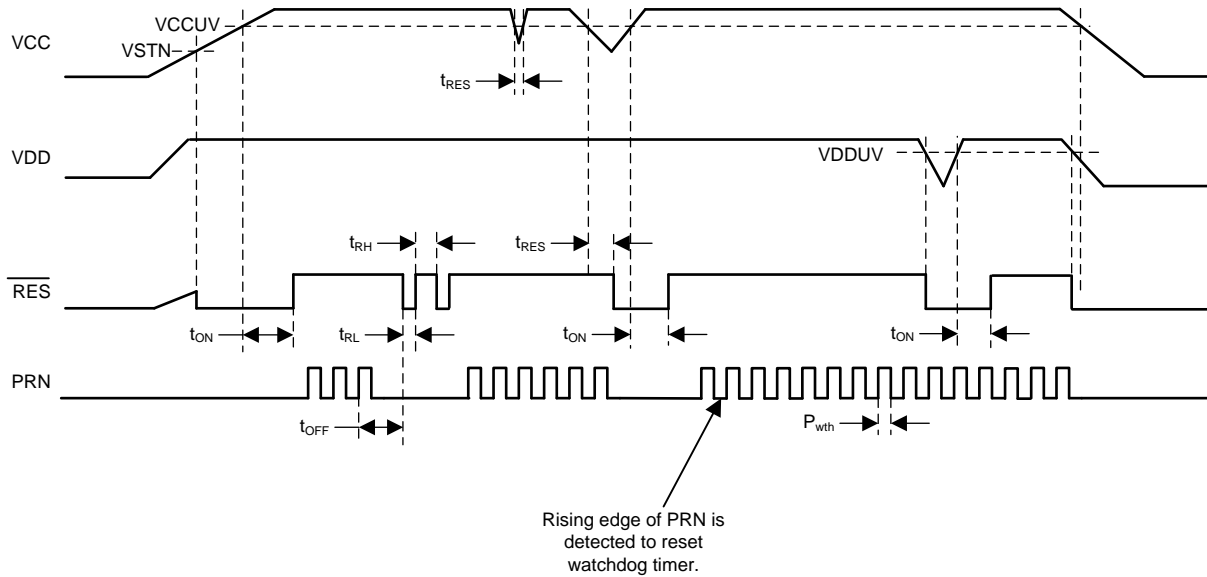 VCCUV
VCC
VSTN
tRES
VDD
VDDUV
tRH
tRES
RES
tON
tRL
tON
tON
PRN
tOFF
Pwth
Rising edge of PRN is
detected to reset
watchdog timer.